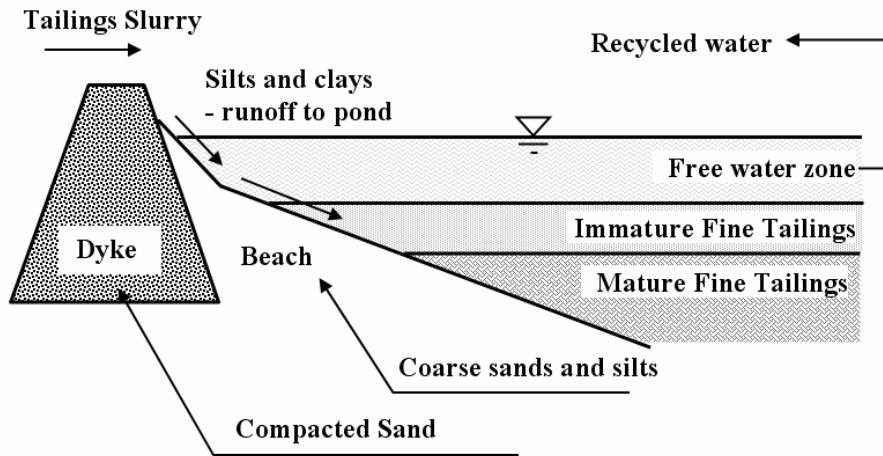 Tailings Slurry
Recycled water
Silts and clays
- runoff to pond
Free water zone
Immature Fine Tailings
Dyke
Beach
Mature Fine Tailings
Coarse sands and silts
Compacted Sand